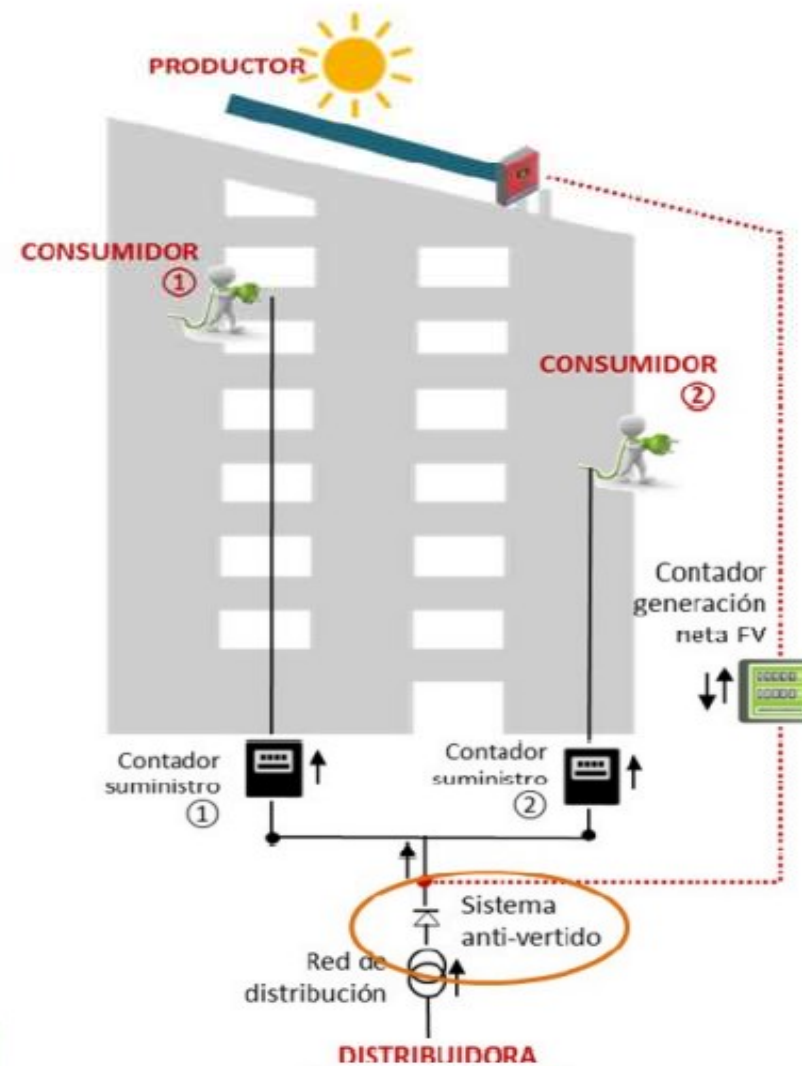 PRODUCTOR
CONSUMIDOR
①
CONSUMIDOR
②
Contador
generación
neta FV
Contador
suministro
①
Contador
suministro
②
Sistema
anti-vertido
Red de
distribución
DISTRIBUIDORA